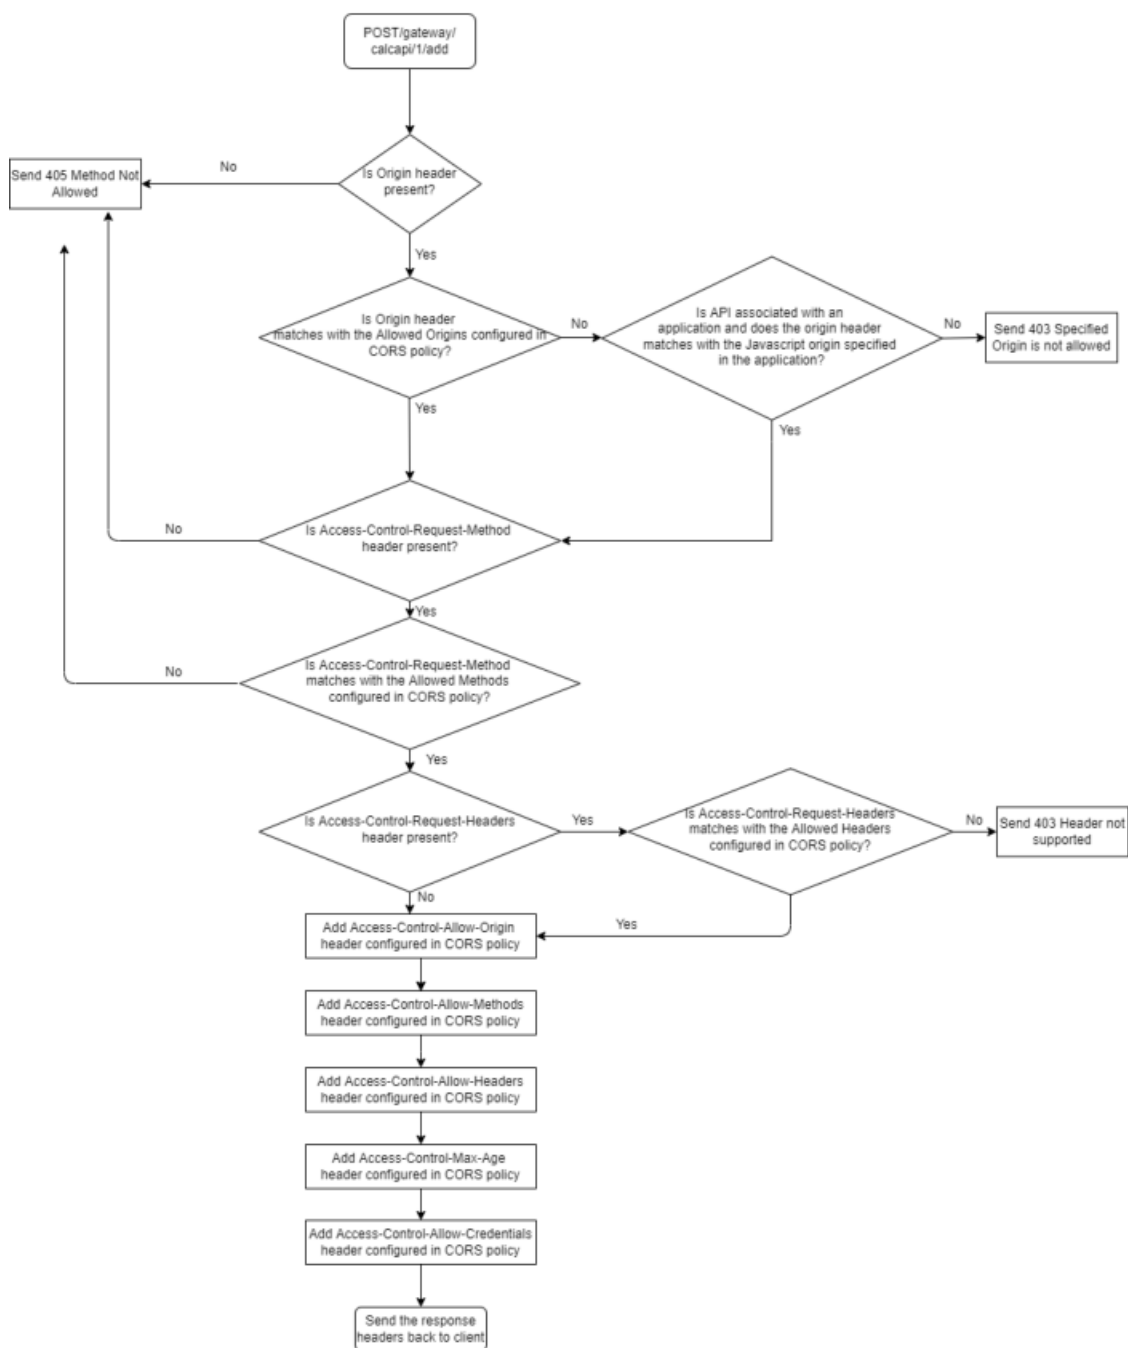 POST/gateway/
calcapi/1/add
Is Origin header
present?
No
Send 405 Method Not
Allowed
Yes
Is Origin header
matches with the Allowed Origins configured in
CORS policy?
No
Is API associated with an
application and does the origin header
matches with the Javascript origin specified
in the application?
No
Send 403 Specified
Origin is not allowed
Yes
Yes
Is Access-Control-Request-Method
header present?
No
Yes
Is Access-Control-Request-Method
matches with the Allowed Methods
configured in CORS policy?
No
Yes
Is Access-Control-Request-Headers
header present?
Yes
Is Access-Control-Request-Headers
matches with the Allowed Headers
configured in CORS policy?
No
Send 403 Header not
supported
No
Yes
Add Access-Control-Allow-Origin
header configured in CORS policy
Add Access-Control-Allow-Methods
header configured in CORS policy
Add Access-Control-Allow-Headers
header configured in CORS policy
Add Access-Control-Max-Age
header configured in CORS policy
Add Access-Control-Allow-Credentials
header configured in CORS policy
Send the response
headers back to client